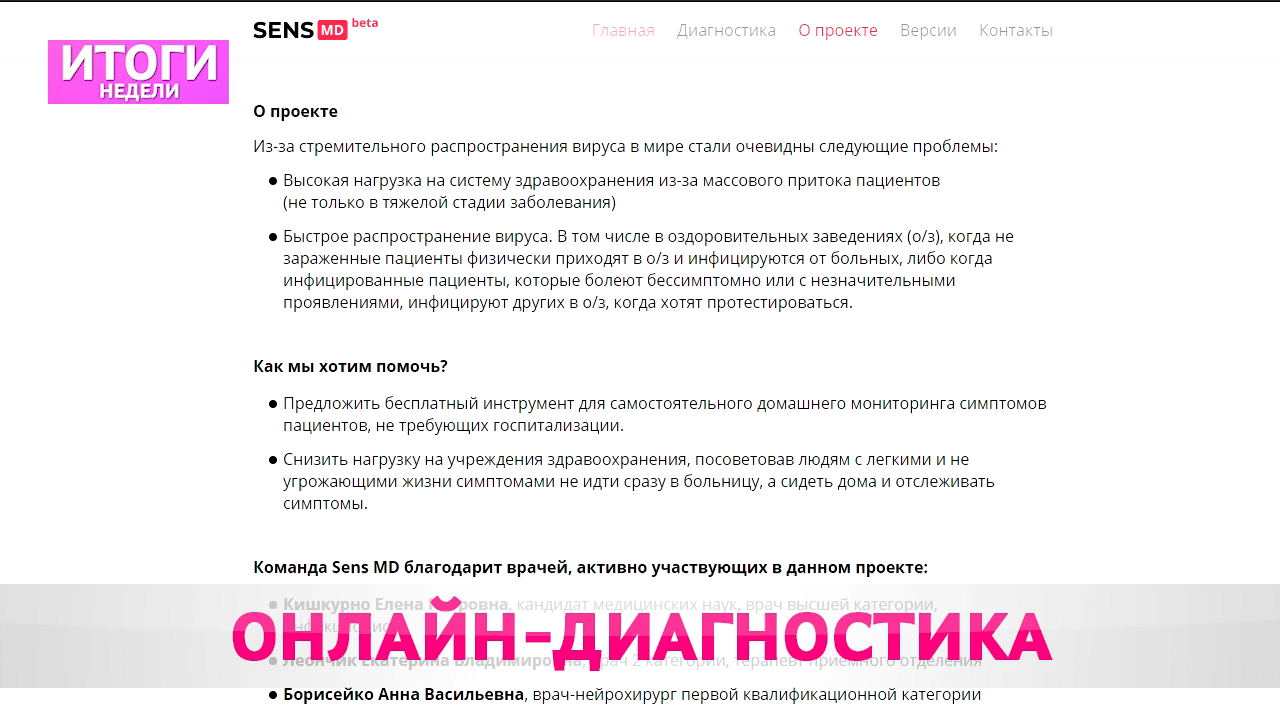 SENS MD beta
Главная Диагностика О проекте Версии Контакты
ИТОГИ
НЕДЕЛИ
О проекте
Из-за стремительного распространения вируса в мире стали очевидны следующие проблемы:
Высокая нагрузка на систему здравоохранения из-за массового притока пациентов
(не только в тяжелой стадии заболевания)
Быстрое распространение вируса. В том числе в оздоровительных заведениях (о/з), когда не
зараженные пациенты физически приходят в о/з и инфицируются от больных, либо когда
инфицированные пациенты, которые болеют бессимптомно или с незначительными
проявлениями, инфицируют других в о/з, когда хотят протестироваться.
Как мы хотим помочь?
Предложить бесплатный инструмент для самостоятельного домашнего мониторинга симптомов
пациентов, не требующих госпитализации.
Снизить нагрузку на учреждения здравоохранения, посоветовав людям с легкими и не
угрожающими жизни симптомами не идти сразу в больницу, а сидеть дома и отслеживать
симптомы.
Команда Sens MD благодарит врачей, активно участвующих в данном проекте:
Кишкурно Елена, кандидат медицинских наук, врач высшей категории,
ОНЛАЙН-ДИАГНОСТИКА
Леончик Екатерина Владимировна, врач 2 категории, терапевт приемного отделения
Борисейко Анна Васильевна, врач-нейрохирург первой квалификационной категории